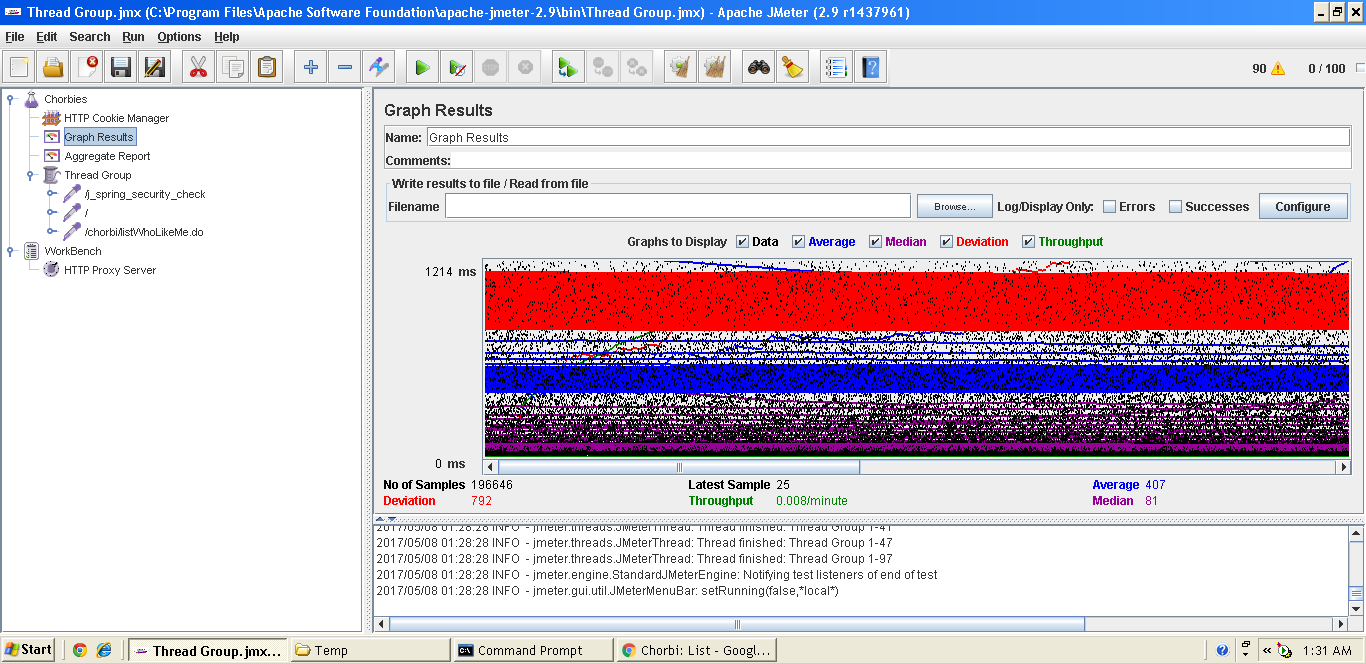 Thread Group.jmx (C:\Program Files\Apache Software Foundation\apache-jmeter-2.9\bin\Thread Group.jmx) - Apache JMeter (2.9 r1437961)
File Edit Search Run Options Help
90 0 / 100
Chorbies
HTTP Cookie Manager
Graph Results
Aggregate Report
Thread Group
/j_spring_security_check
/
/chorbi/listWhoLikeMe.do
WorkBench
HTTP Proxy Server
Graph Results
Name: Graph Results
Comments:
Write results to file / Read from file
Filename Browse... Log/Display Only: Errors Successes Configure
Graphs to Display Data Average Median Deviation Throughput
1214 ms
0 ms
No of Samples 196646 Latest Sample 25 Average 407
Deviation 792 Throughput 0.008/minute Median 81
2017/05/08 01:28:28 INFO - jmeter.threads.JMeterThread: Thread finished: Thread Group 1-41
2017/05/08 01:28:28 INFO - jmeter.threads.JMeterThread: Thread finished: Thread Group 1-47
2017/05/08 01:28:28 INFO - jmeter.threads.JMeterThread: Thread finished: Thread Group 1-97
2017/05/08 01:28:28 INFO - jmeter.engine.StandardJMeterEngine: Notifying test listeners of end of test
2017/05/08 01:28:28 INFO - jmeter.gui.util.JMeterMenuBar: setRunning(false,*local*)
Start Thread Group.jmx... Temp Command Prompt Chorbi: List - Googl... 1:31 AM